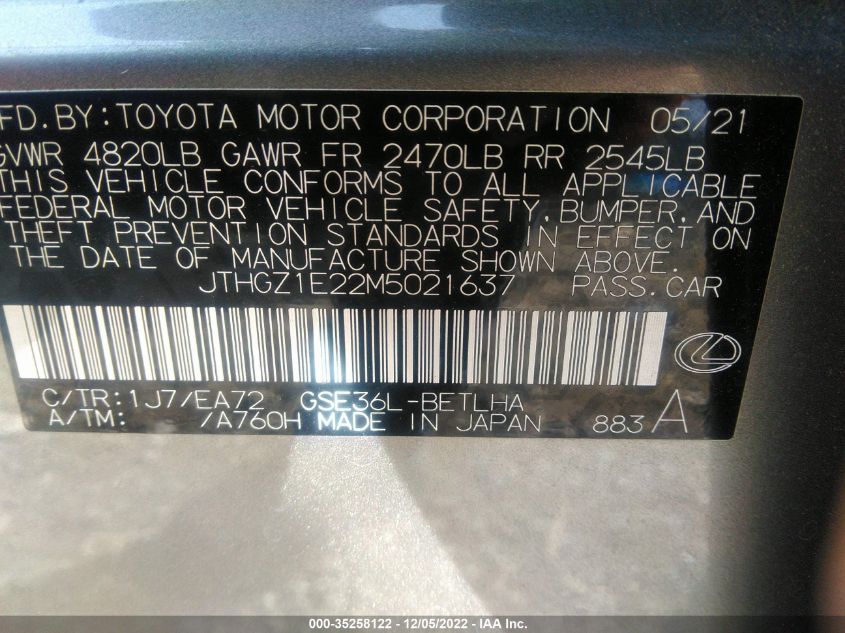 FD. BY: TOYOTA MOTOR CORPORATION 05/21
GVWR 4820LB GAWR FR 2470LB RR 2545LB
THIS VEHICLE CONFORMS TO ALL APPLICABLE
FEDERAL MOTOR VEHICLE SAFETY, BUMPER, AND
THEFT PREVENTION STANDARDS IN EFFECT ON
THE DATE OF MANUFACTURE SHOWN ABOVE.
JTHGZ1E22M5021637 PASS.CAR
C/TR: 1J7/EA72 GSE36L-BETLHA
A/TM: /A760H MADE IN JAPAN 883 A
000-35258122 - 12/05/2022 - IAA Inc.